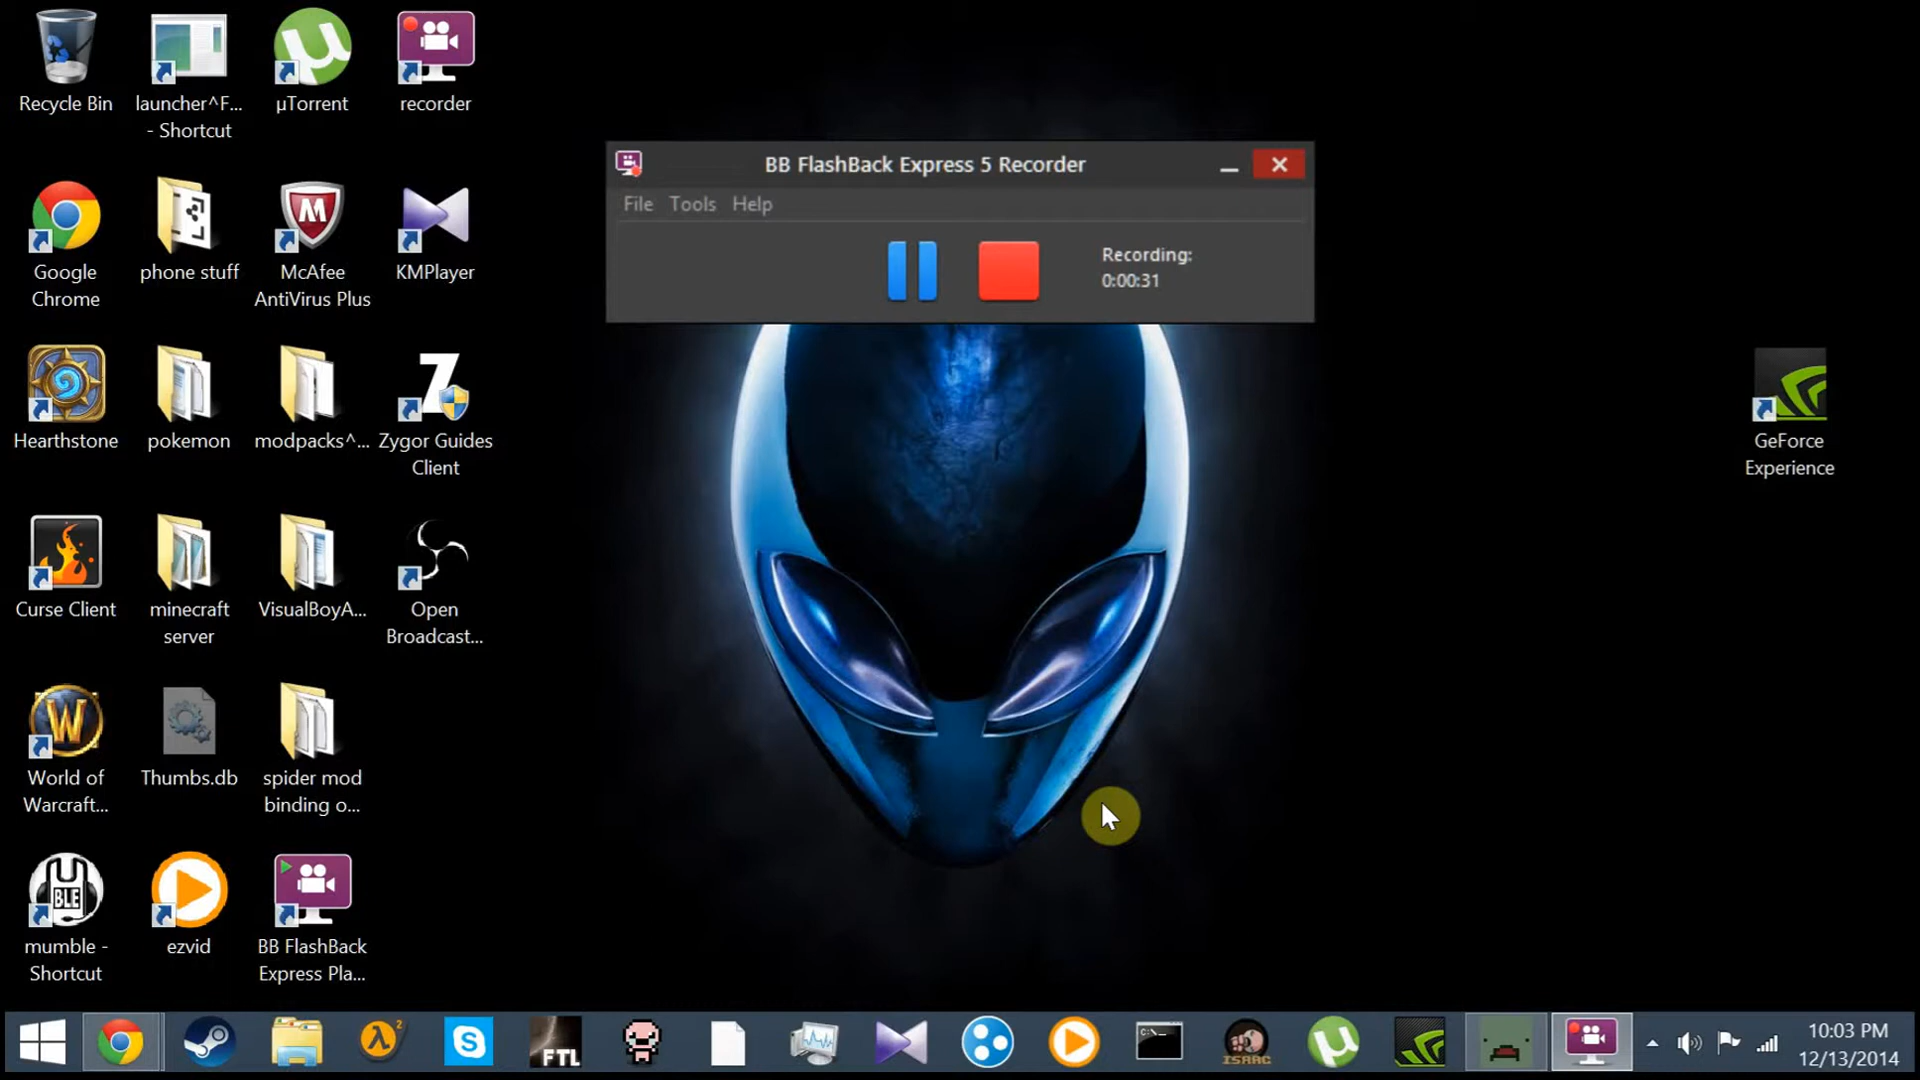 Recycle Bin
launcher^F...
- Shortcut
µTorrent
recorder
BB FlashBack Express 5 Recorder
File Tools Help
Recording:
0:00:31
Google
Chrome
phone stuff
McAfee
AntiVirus Plus
KMPlayer
Hearthstone
pokemon
modpacks^...
Zygor Guides
Client
GeForce
Experience
Curse Client
minecraft
server
VisualBoyA...
Open
Broadcast...
World of
Warcraft...
Thumbs.db
spider mod
binding o...
BLE
mumble -
Shortcut
ezvid
BB FlashBack
Express Pla...
FTL
ISAAC
10:03 PM
12/13/2014